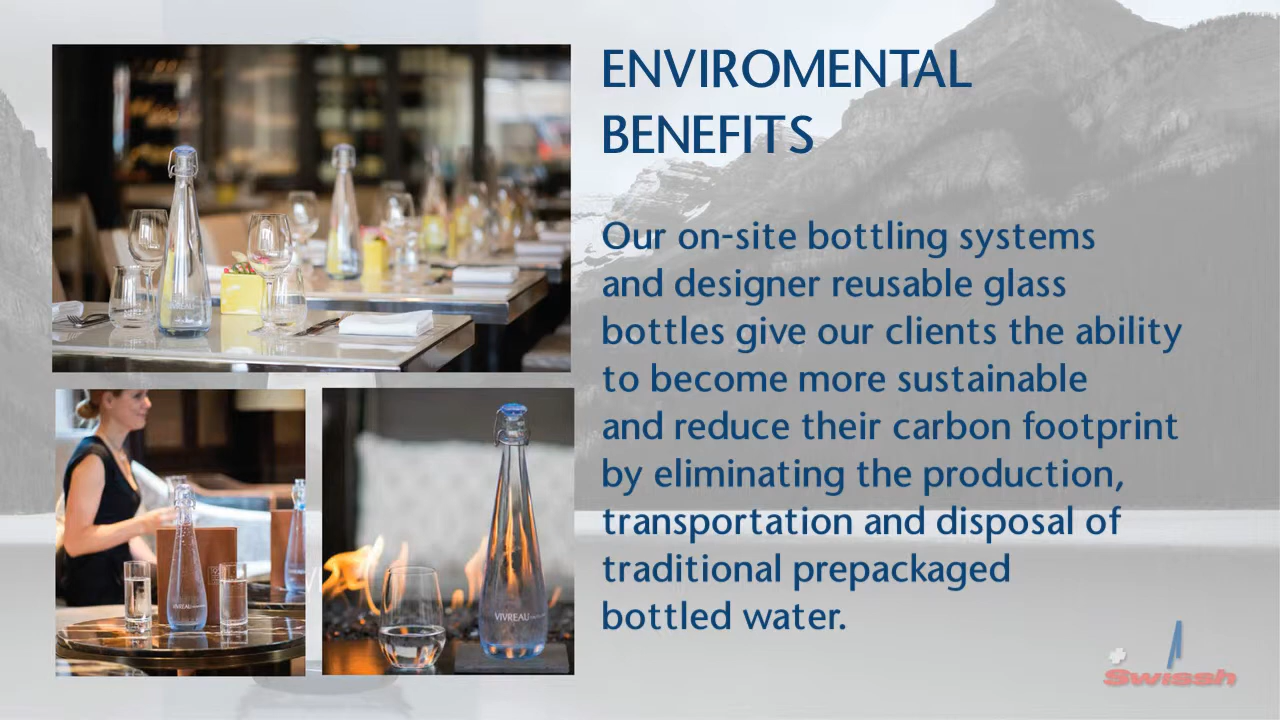 ENVIROMENTAL
BENEFITS
Our on-site bottling systems
and designer reusable glass
bottles give our clients the ability
to become more sustainable
and reduce their carbon footprint
by eliminating the production,
transportation and disposal of
traditional prepackaged
bottled water.
VIVREAU
VIVREAU
Swissh